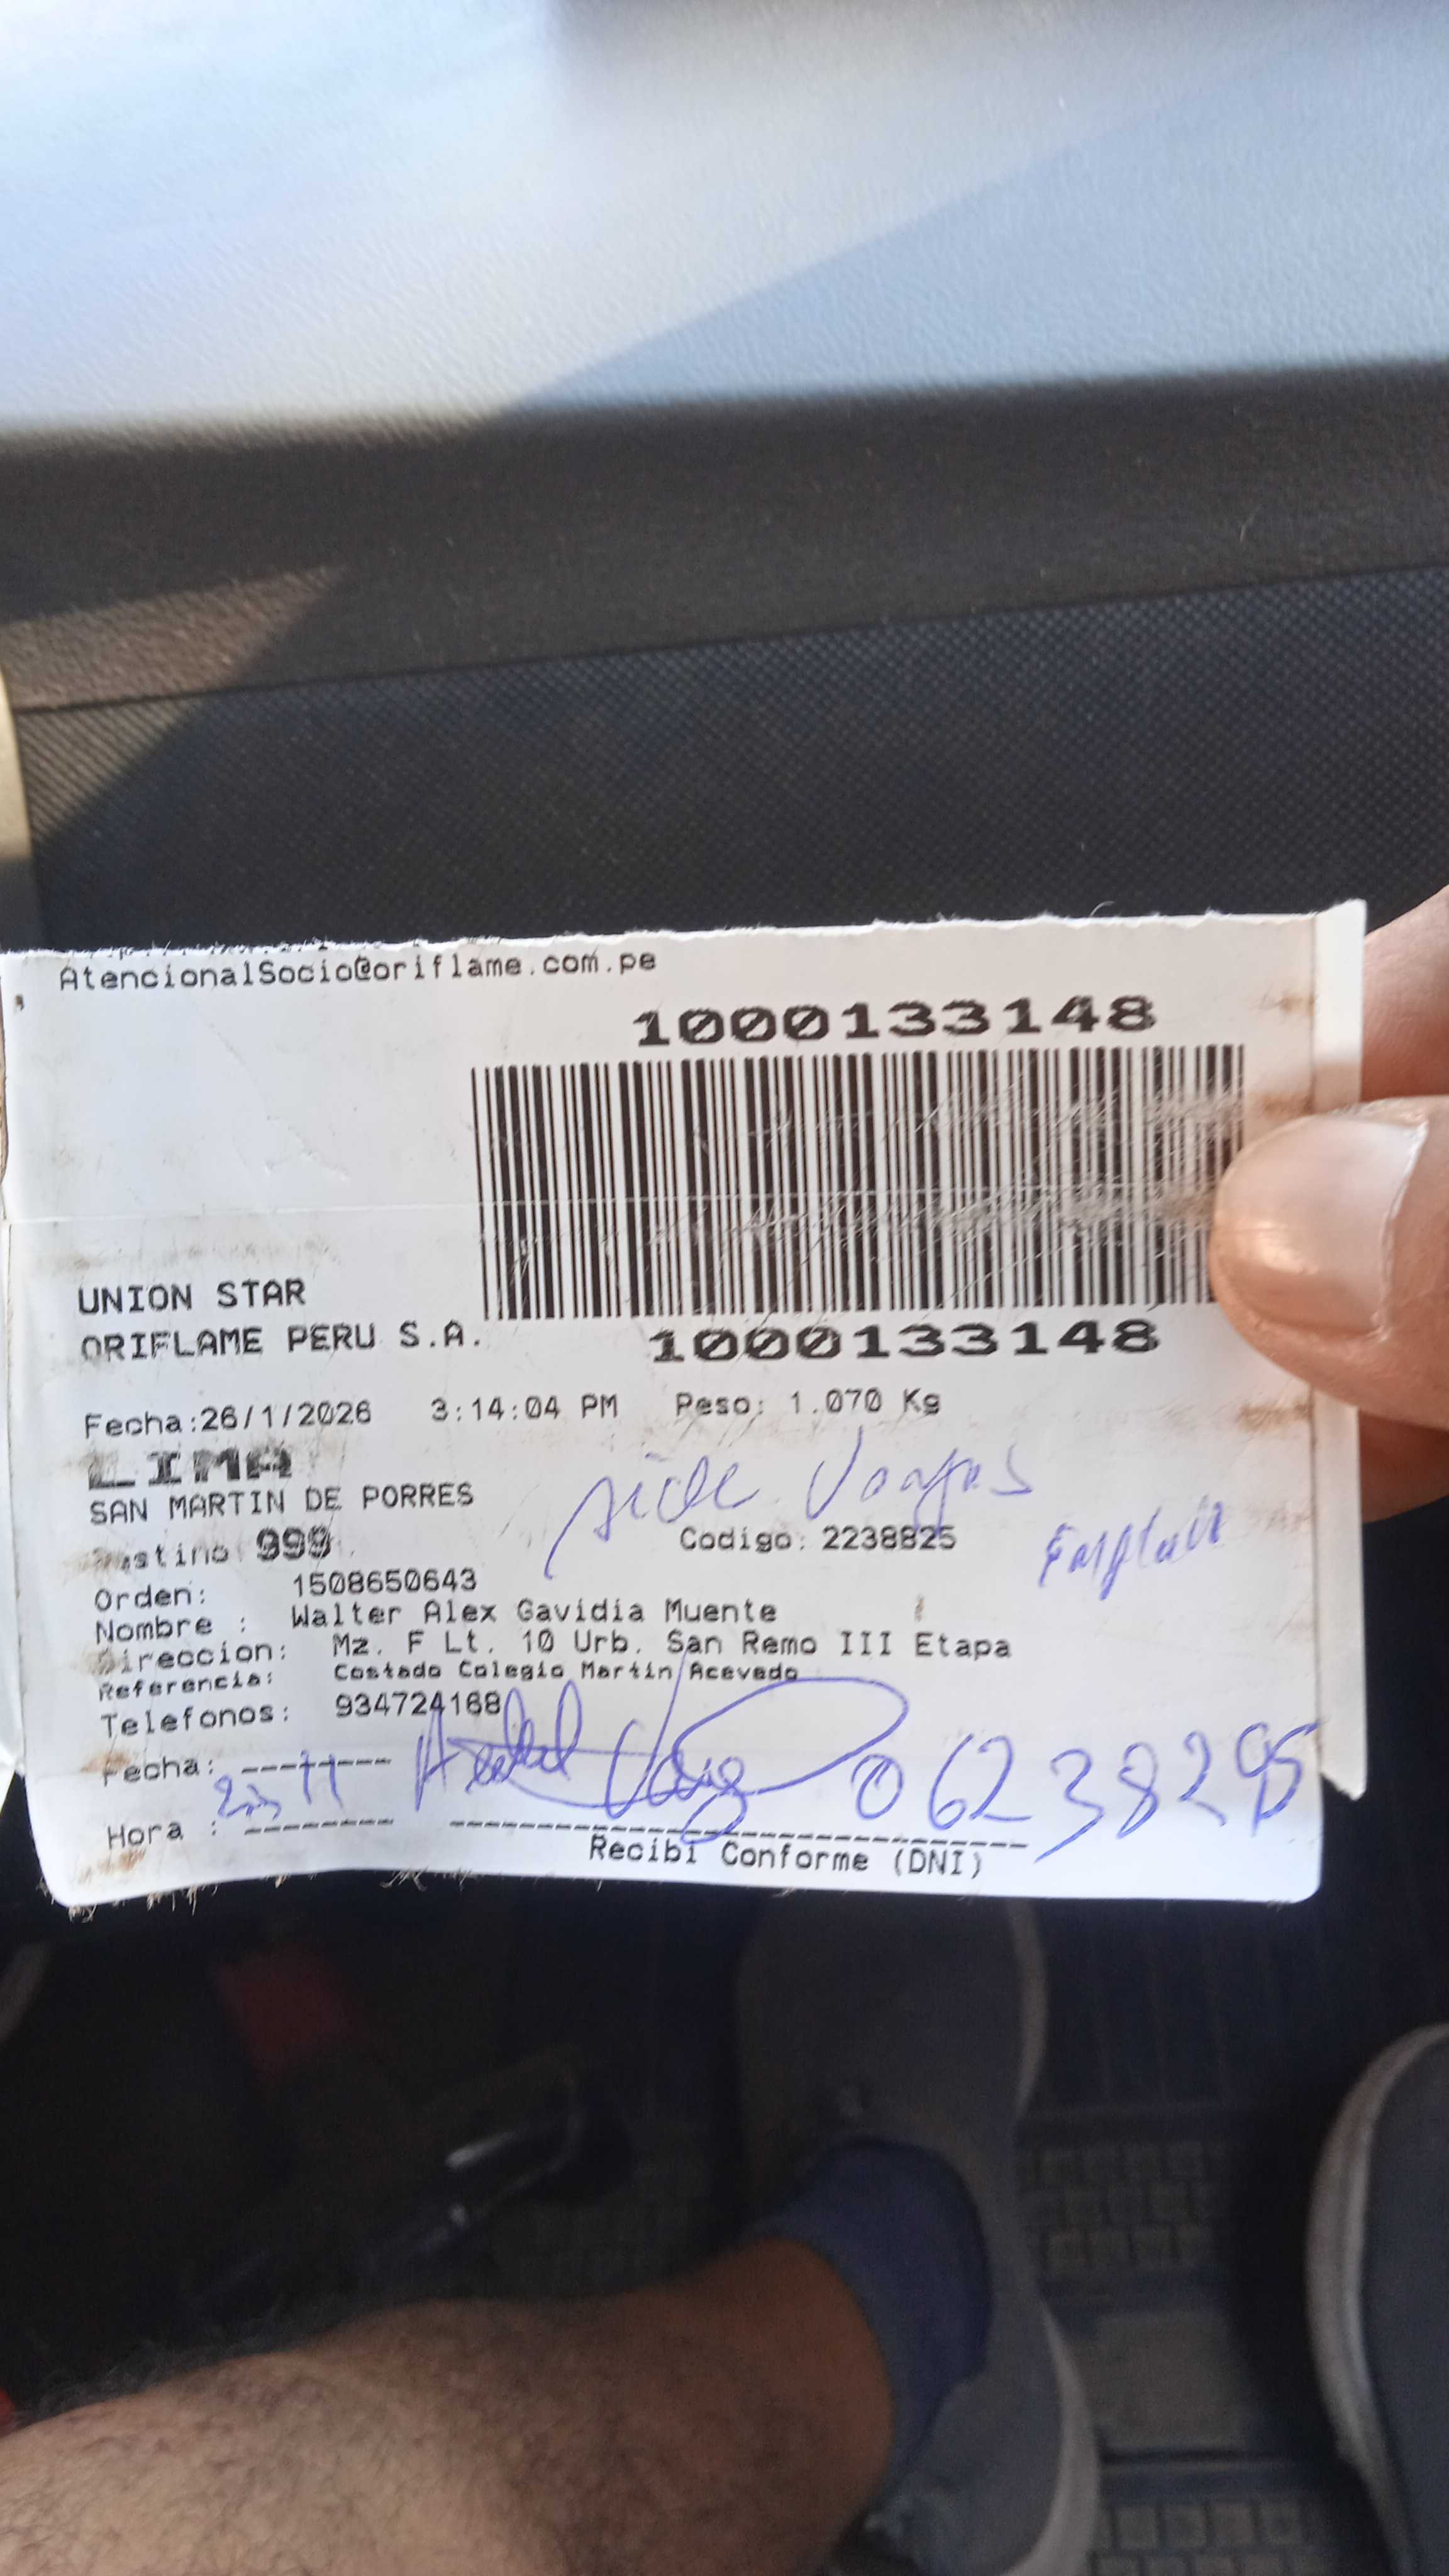 AtencionalSocio@oriflame.com.pe
1000133148
UNION STAR
ORIFLAME PERU S.A.
1000133148
Fecha:26/1/2026 3:14:04 PM Peso: 1.070 Kg
LIMA
SAN MARTIN DE PORRES
Vargas
Destino 999 Codigo: 2238825
Orden: 1508650643
Nombre : Walter Alex Gavidia Muente
Direccion: Mz. F Lt. 10 Urb. San Remo III Etapa
Referencia: Costado Colegio Martin Acevedo
Telefonos: 934724168
Fecha: --------
06238295
Hora : --------
Recibi Conforme (DNI)